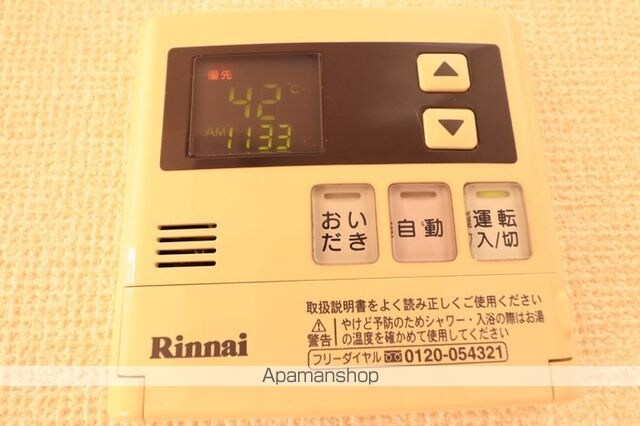 優先
42℃
AM 11:33
▲
▼
おい
だき
自動
運転
入/切
取扱説明書をよく読み正しくご使用ください
⚠ やけど予防のためシャワー・入浴の際はお湯
警告 の温度を確かめて使用してください
Rinnai
フリーダイヤル 0120-054321
Apamanshop